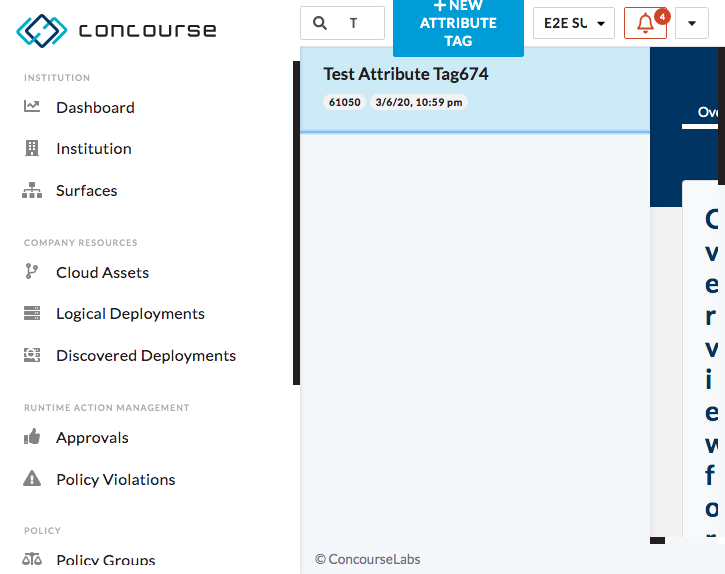 concourse
INSTITUTION
Dashboard
Institution
Surfaces
COMPANY RESOURCES
Cloud Assets
Logical Deployments
Discovered Deployments
RUNTIME ACTION MANAGEMENT
Approvals
Policy Violations
POLICY
Policy Groups
T
+ NEW
ATTRIBUTE
TAG
E2E SU
4
Test Attribute Tag674
61050 3/6/20, 10:59 pm
Ov
O
v
e
r
v
i
e
w
f
o
r
© ConcourseLabs